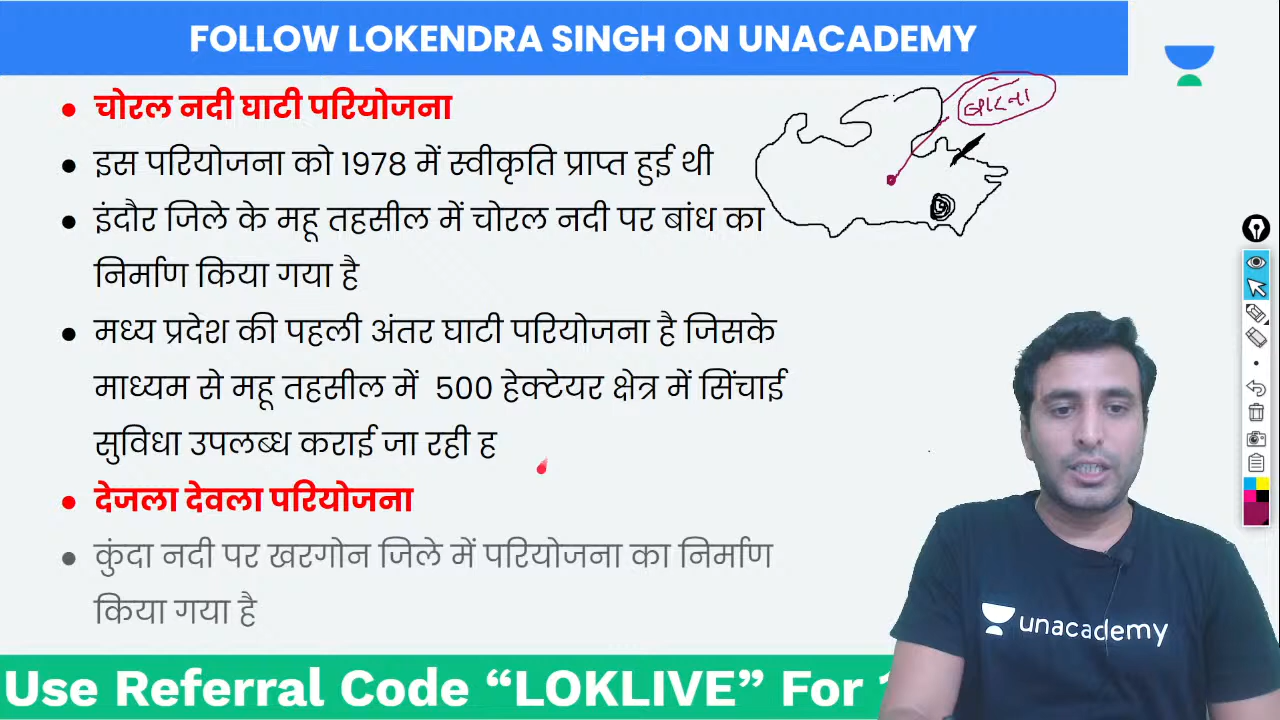 FOLLOW LOKENDRA SINGH ON UNACADEMY
• चोरल नदी घाटी परियोजना
• इस परियोजना को 1978 में स्वीकृति प्राप्त हुई थी
• इंदौर जिले के महू तहसील में चोरल नदी पर बांध का
निर्माण किया गया है
• मध्य प्रदेश की पहली अंतर घाटी परियोजना है जिसके
माध्यम से महू तहसील में 500 हेक्टेयर क्षेत्र में सिंचाई
सुविधा उपलब्ध कराई जा रही ह
• देजला देवला परियोजना
• कुंदा नदी पर खरगोन जिले में परियोजना का निर्माण
किया गया है
unacademy
Use Referral Code “LOKLIVE” For